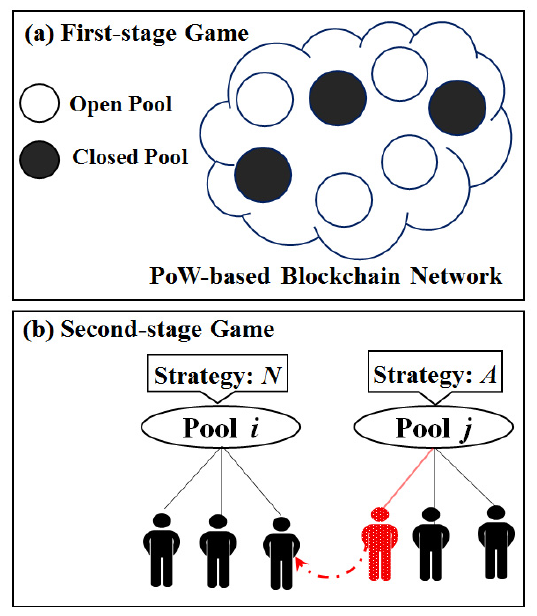 (a) First-stage Game
Open Pool
Closed Pool
PoW-based Blockchain Network
(b) Second-stage Game
Strategy: N
Strategy: A
Pool i
Pool j